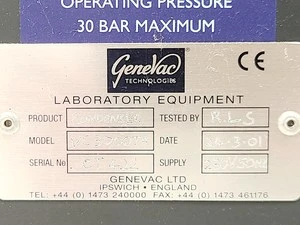 OPERATING PRESSURE
30 BAR MAXIMUM
GeneVac
TECHNOLOGIES
CE
LABORATORY EQUIPMENT
PRODUCT TESTED BY R.L.S
MODEL DATE
SERIAL No SUPPLY
GENEVAC LTD
IPSWICH • ENGLAND
TEL: +44 (0) 1473 240000 FAX: +44 (0) 1473 461176